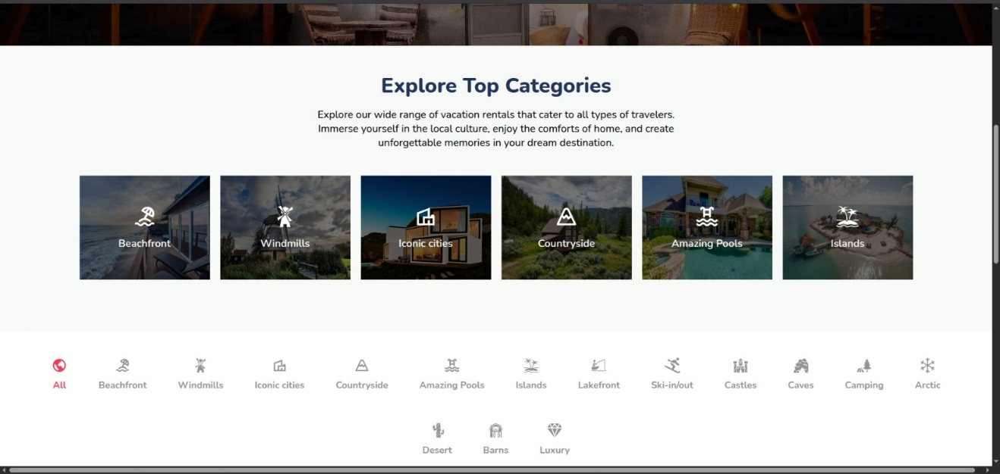 Explore Top Categories
Explore our wide range of vacation rentals that cater to all types of travelers.
Immerse yourself in the local culture, enjoy the comforts of home, and create
unforgettable memories in your dream destination.
Beachfront
Windmills
Iconic cities
Countryside
Amazing Pools
Islands
All
Beachfront
Windmills
Iconic cities
Countryside
Amazing Pools
Islands
Lakefront
Ski-in/out
Castles
Caves
Camping
Arctic
Desert
Barns
Luxury